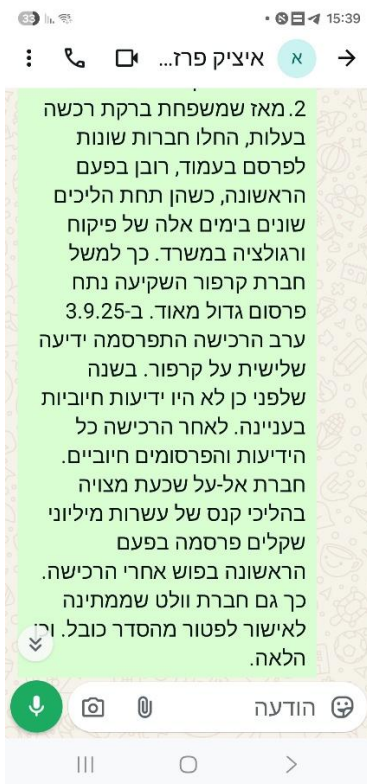 33
15:39
איציק פרז...
א
2. מאז שמשפחת ברקת רכשה
בעלות, החלו חברות שונות
לפרסם בעמוד, רובן בפעם
הראשונה, כשהן תחת הליכים
שונים בימים אלה של פיקוח
ורגולציה במשרד. כך למשל
חברת קרפור השקיעה נתח
פרסום גדול מאוד. ב-3.9.25
ערב הרכישה התפרסמה ידיעה
שלישית על קרפור. בשנה
שלפני כן לא היו ידיעות חיוביות
בעניינה. לאחר הרכישה כל
הידיעות והפרסומים חיוביים.
חברת אל-על שכעת מצויה
בהליכי קנס של עשרות מיליוני
שקלים פרסמה בפעם
הראשונה בפוש אחרי הרכישה.
כך גם חברת וולט שממתינה
לאישור לפטור מהסדר כובל.
הלאה.
הודעה